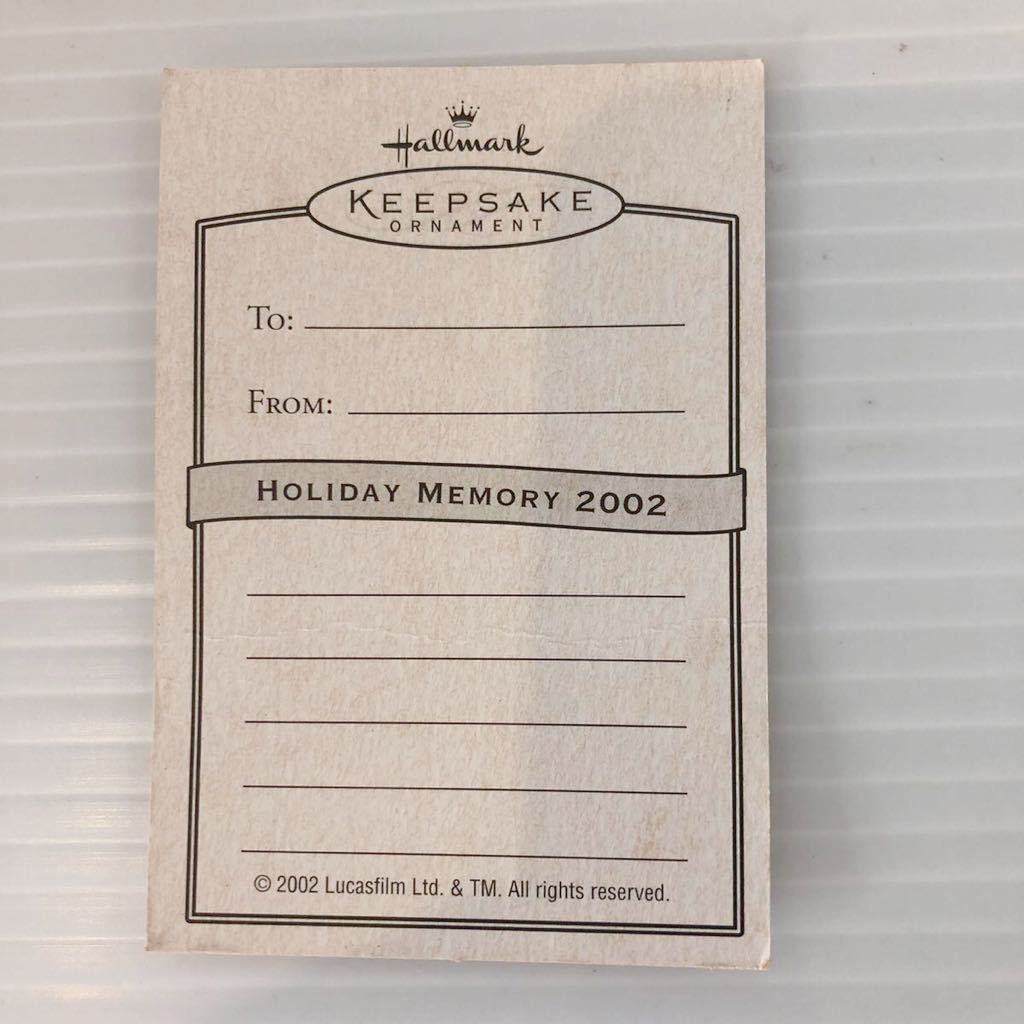 Hallmark
KEEPSAKE
ORNAMENT
TO:
FROM:
HOLIDAY MEMORY 2002
© 2002 Lucasfilm Ltd. & TM. All rights reserved.